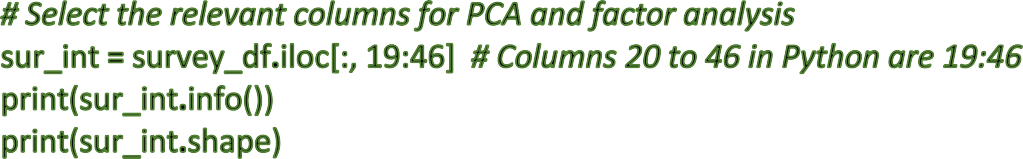 # Select the relevant columns for PCA and factor analysis
sur_int = survey_df.iloc[:, 19:46]  # Columns 20 to 46 in Python are 19:46
print(sur_int.info())
print(sur_int.shape)